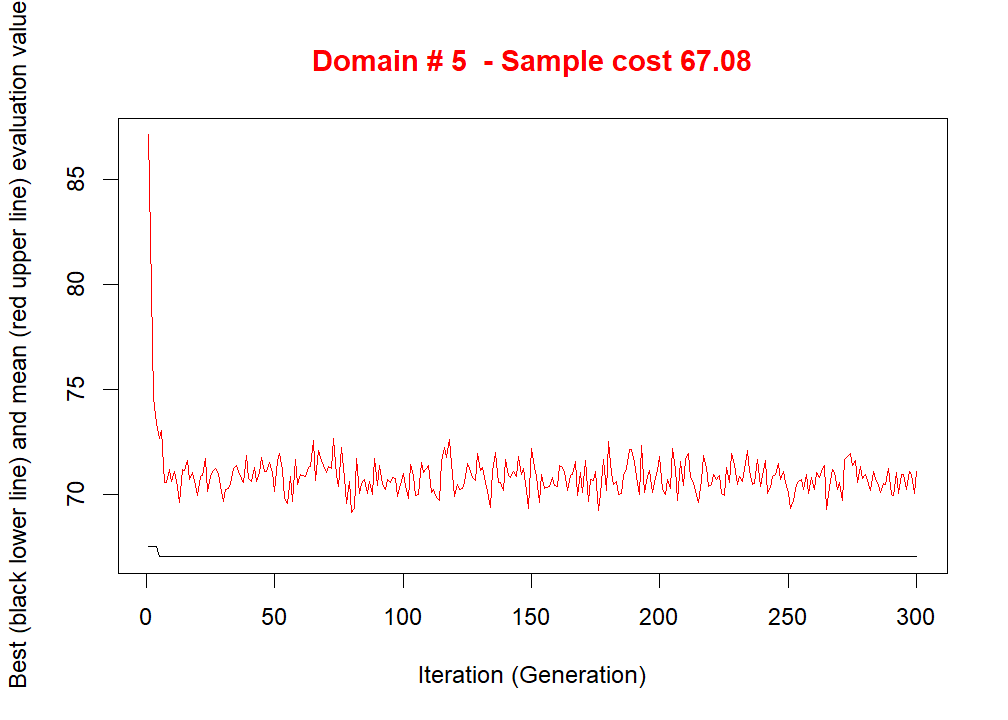 Domain # 5  - Sample cost 67.08
Best (black lower line) and mean (red upper line) evaluation value
85
80
75
70
0 50 100 150 200 250 300
Iteration (Generation)